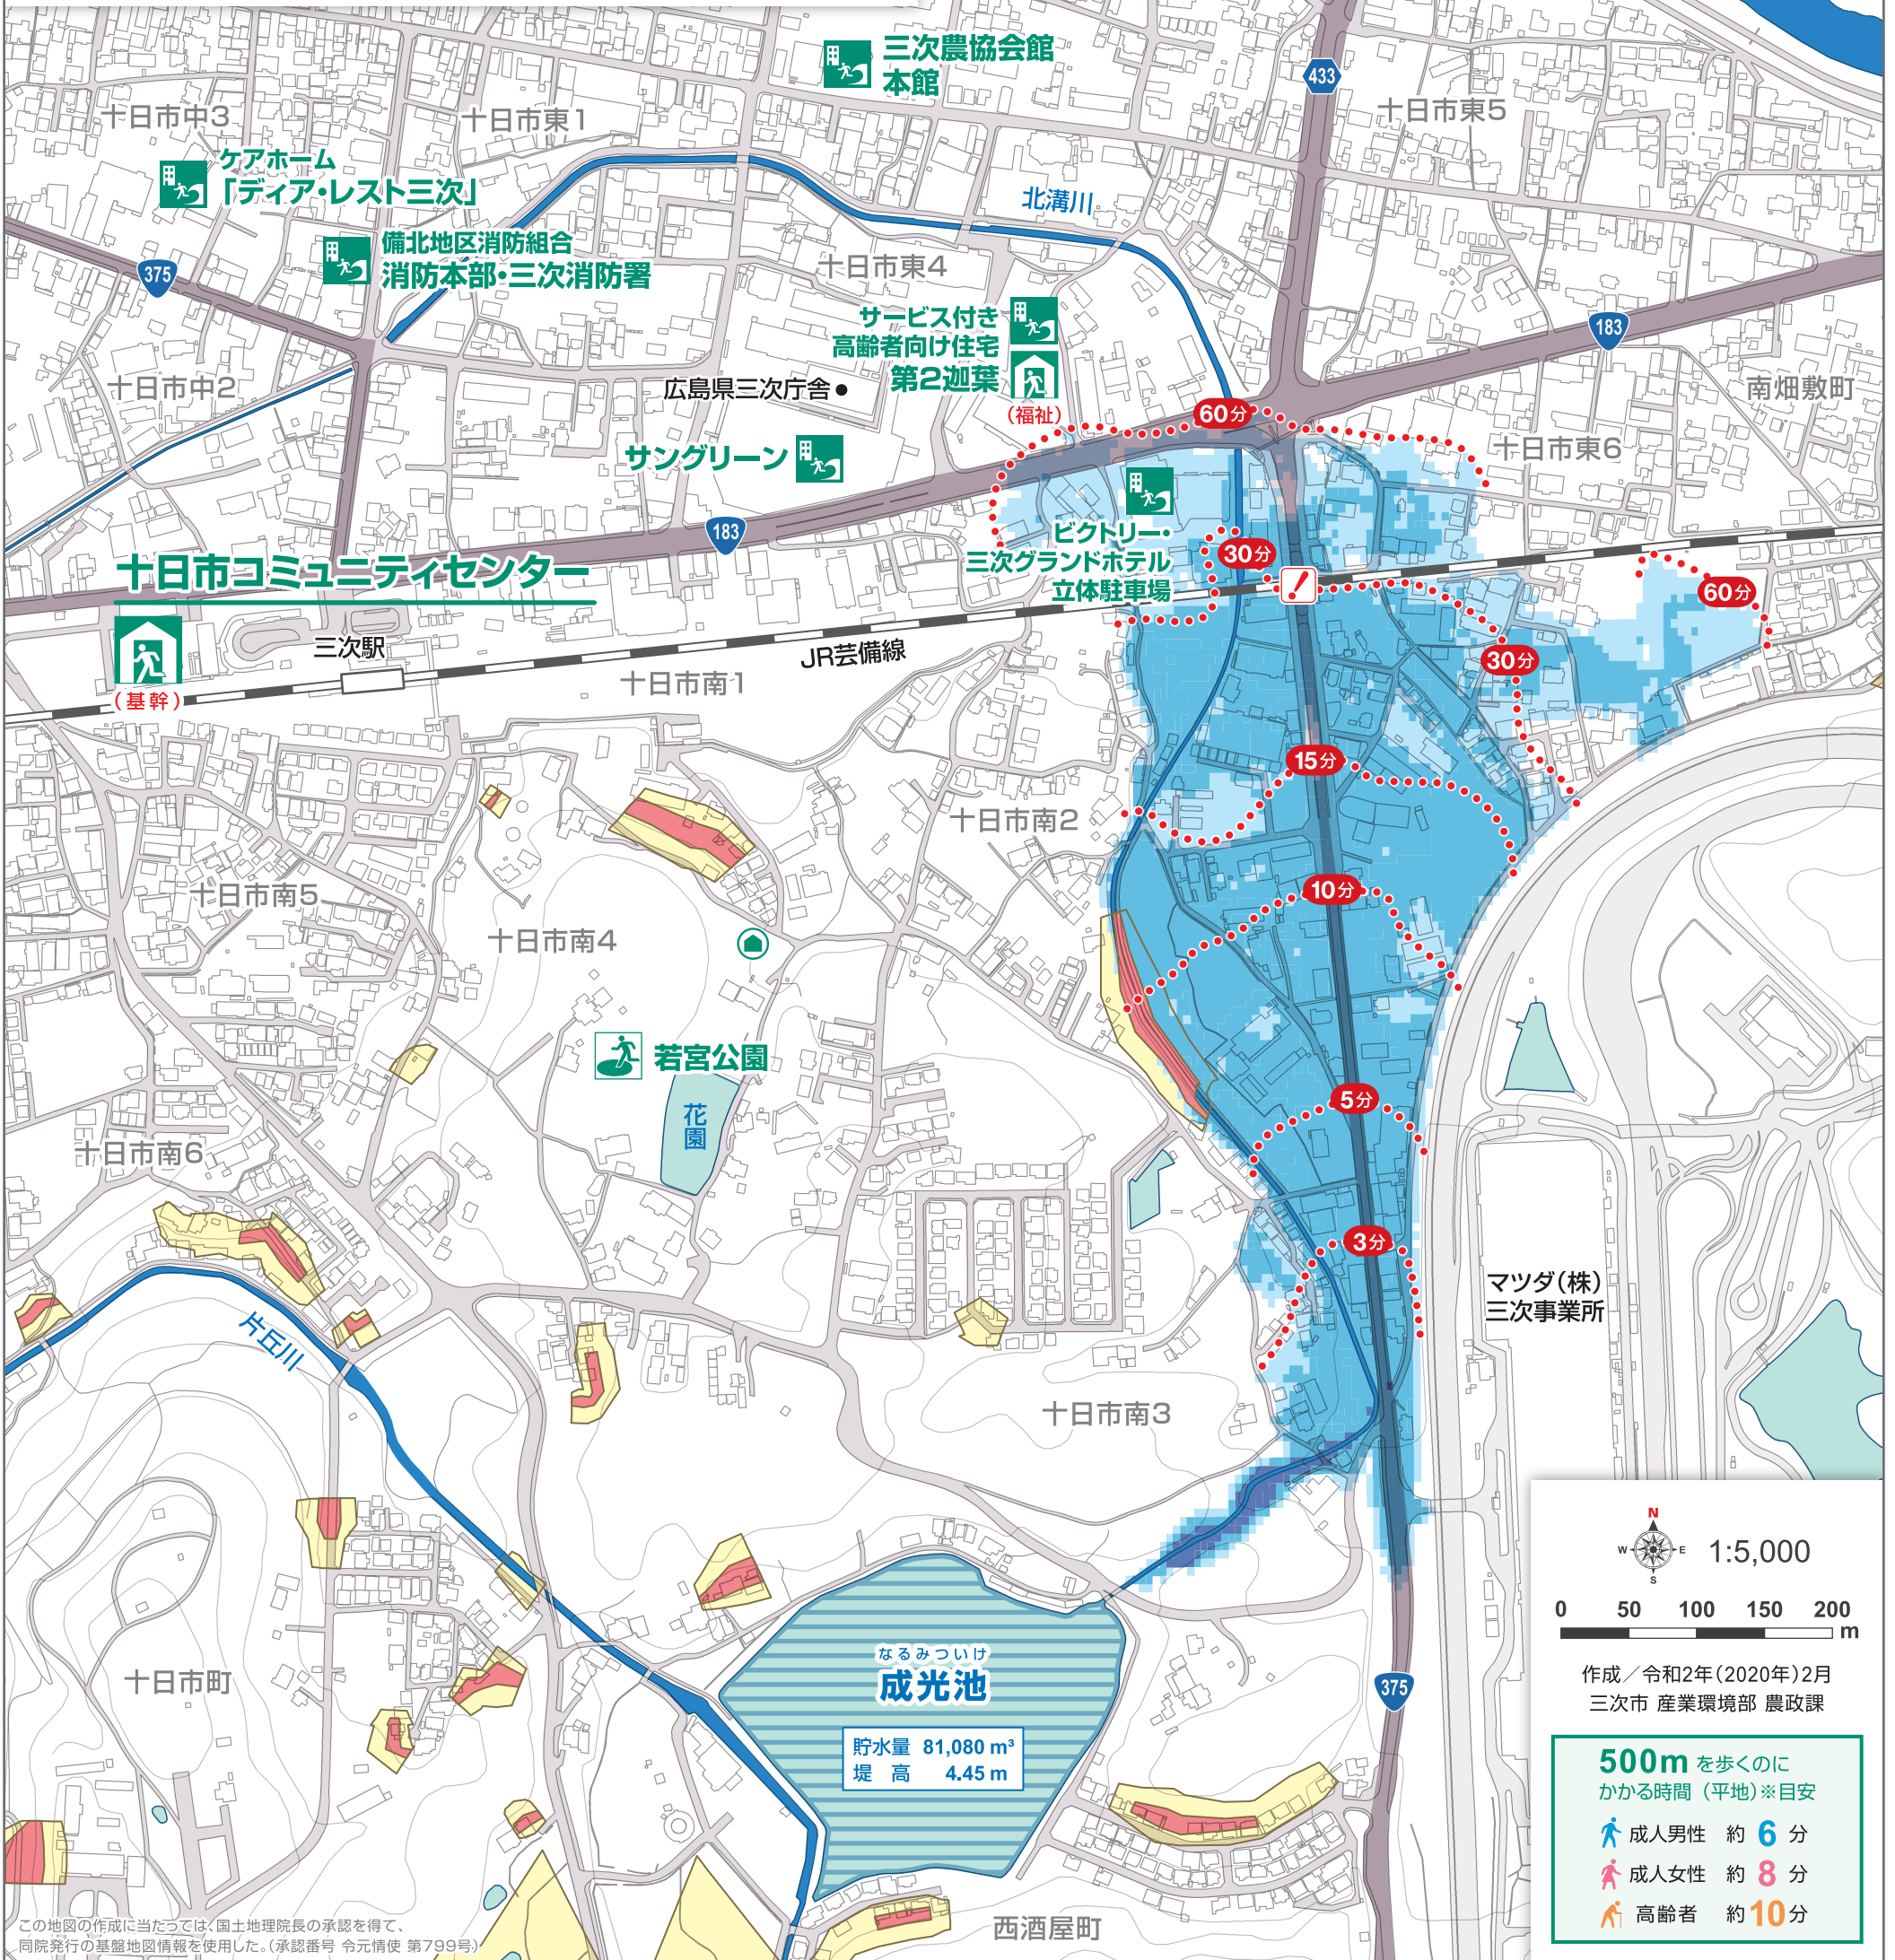 三次農協会館
本館
433
十日市中3
十日市東1
十日市東5
ケアホーム
「ディア・レスト三次」
北溝川
備北地区消防組合
消防本部・三次消防署
375
十日市東4
サービス付き
高齢者向け住宅
第2迦葉
(福祉)
183
十日市中2
広島県三次庁舎
南畑敷町
60分
十日市東6
サングリーン
183
ビクトリー・
三次グランドホテル
立体駐車場
30分
十日市コミュニティセンター
(基幹)
三次駅
JR芸備線
60分
30分
十日市南1
15分
十日市南2
十日市南5
10分
十日市南4
若宮公園
花園
5分
十日市南6
3分
マツダ(株)
三次事業所
片丘川
十日市南3
N
W
E
S
1:5,000
0 50 100 150 200
m
なるみついけ
成光池
貯水量 81,080 m³
堤 高 4.45 m
十日市町
375
作成/令和2年(2020年)2月
三次市 産業環境部 農政課
500m を歩くのに
かかる時間(平地)※目安
成人男性 約 6 分
成人女性 約 8 分
高齢者 約 10 分
西酒屋町
この地図の作成に当たっては、国土地理院長の承認を得て、
同院発行の基盤地図情報を使用した。(承認番号 令元情使 第799号)